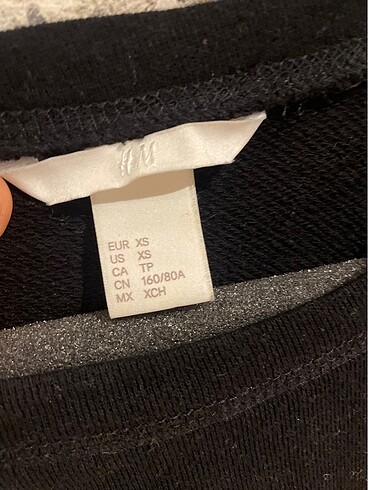 H&M
EUR XS
US XS
CA TP
CN 160/80A
MX XCH